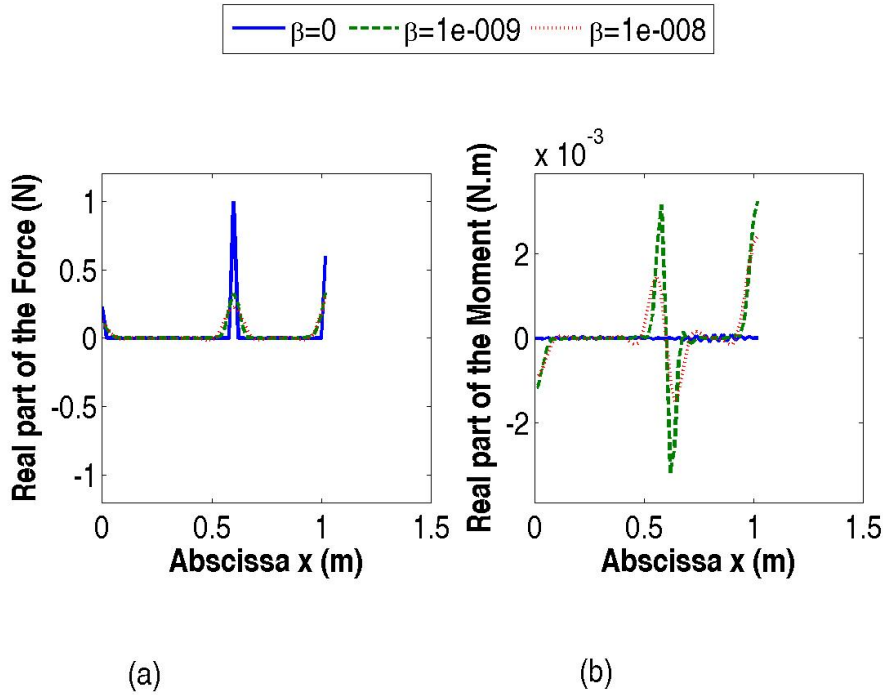 β=0 β=1e-009 β=1e-008
Real part of the Force (N)
1
0.5
0
-0.5
-1
0 0.5 1 1.5
Abscissa x (m)
(a)
x 10-3
Real part of the Moment (N.m)
2
0
-2
0 0.5 1 1.5
Abscissa x (m)
(b)